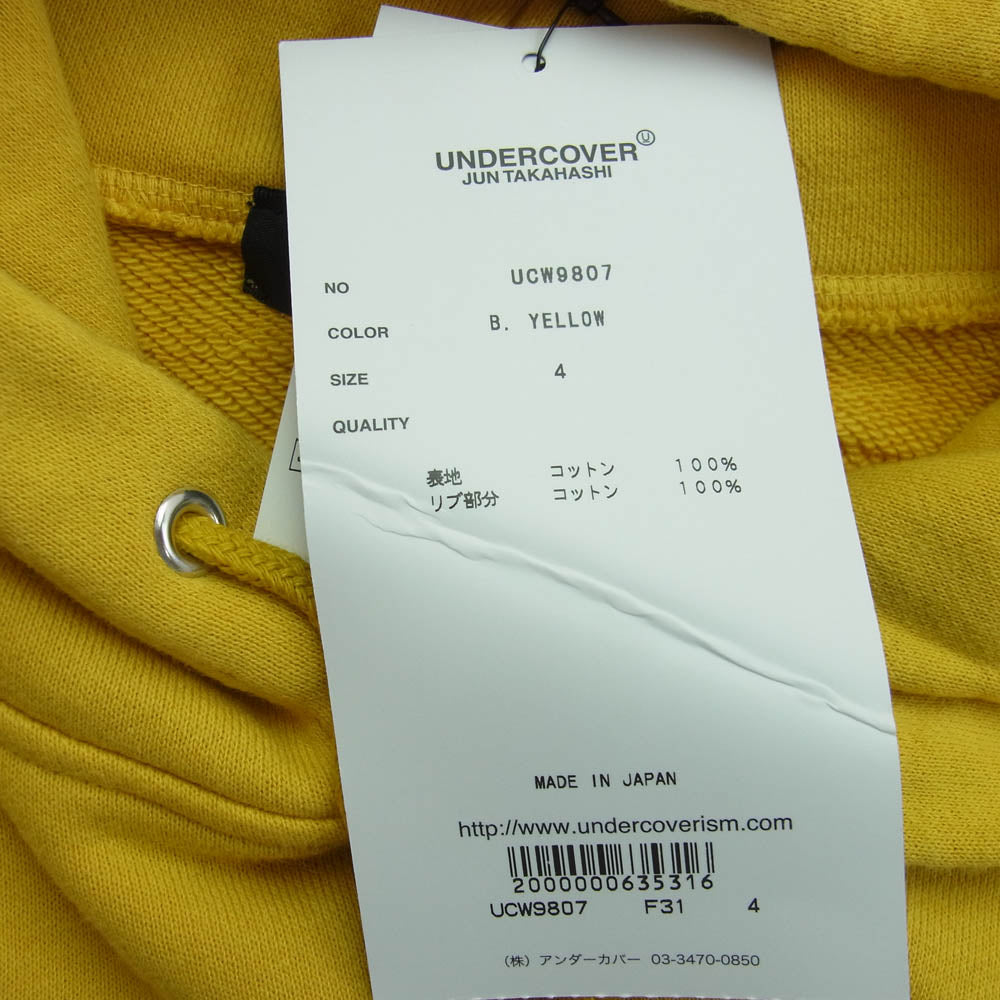 UNDERCOVER Ⓤ
JUN TAKAHASHI
NO UCW9807
COLOR B. YELLOW
SIZE 4
QUALITY
表地 コットン 100%
リブ部分 コットン 100%
MADE IN JAPAN
http://www.undercoverism.com
2000000635316
UCW9807 F31 4
(株) アンダーカバー 03-3470-0850